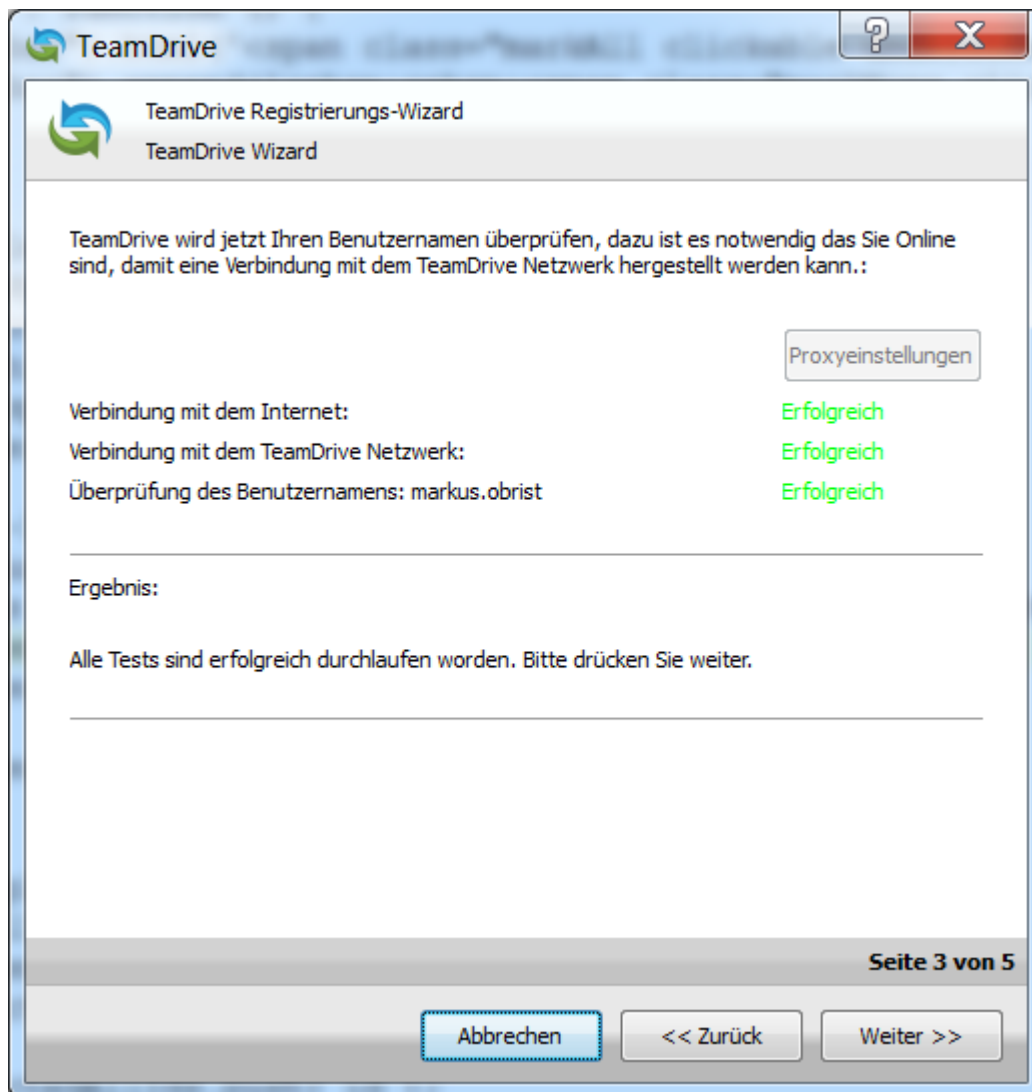 TeamDrive
TeamDrive Registrierungs-Wizard
TeamDrive Wizard
TeamDrive wird jetzt Ihren Benutzernamen überprüfen, dazu ist es notwendig das Sie Online
sind, damit eine Verbindung mit dem TeamDrive Netzwerk hergestellt werden kann.:
Proxyeinstellungen
Verbindung mit dem Internet: Erfolgreich
Verbindung mit dem TeamDrive Netzwerk: Erfolgreich
Überprüfung des Benutzernamens: markus.obrist Erfolgreich
Ergebnis:
Alle Tests sind erfolgreich durchlaufen worden. Bitte drücken Sie weiter.
Seite 3 von 5
Abbrechen << Zurück Weiter >>